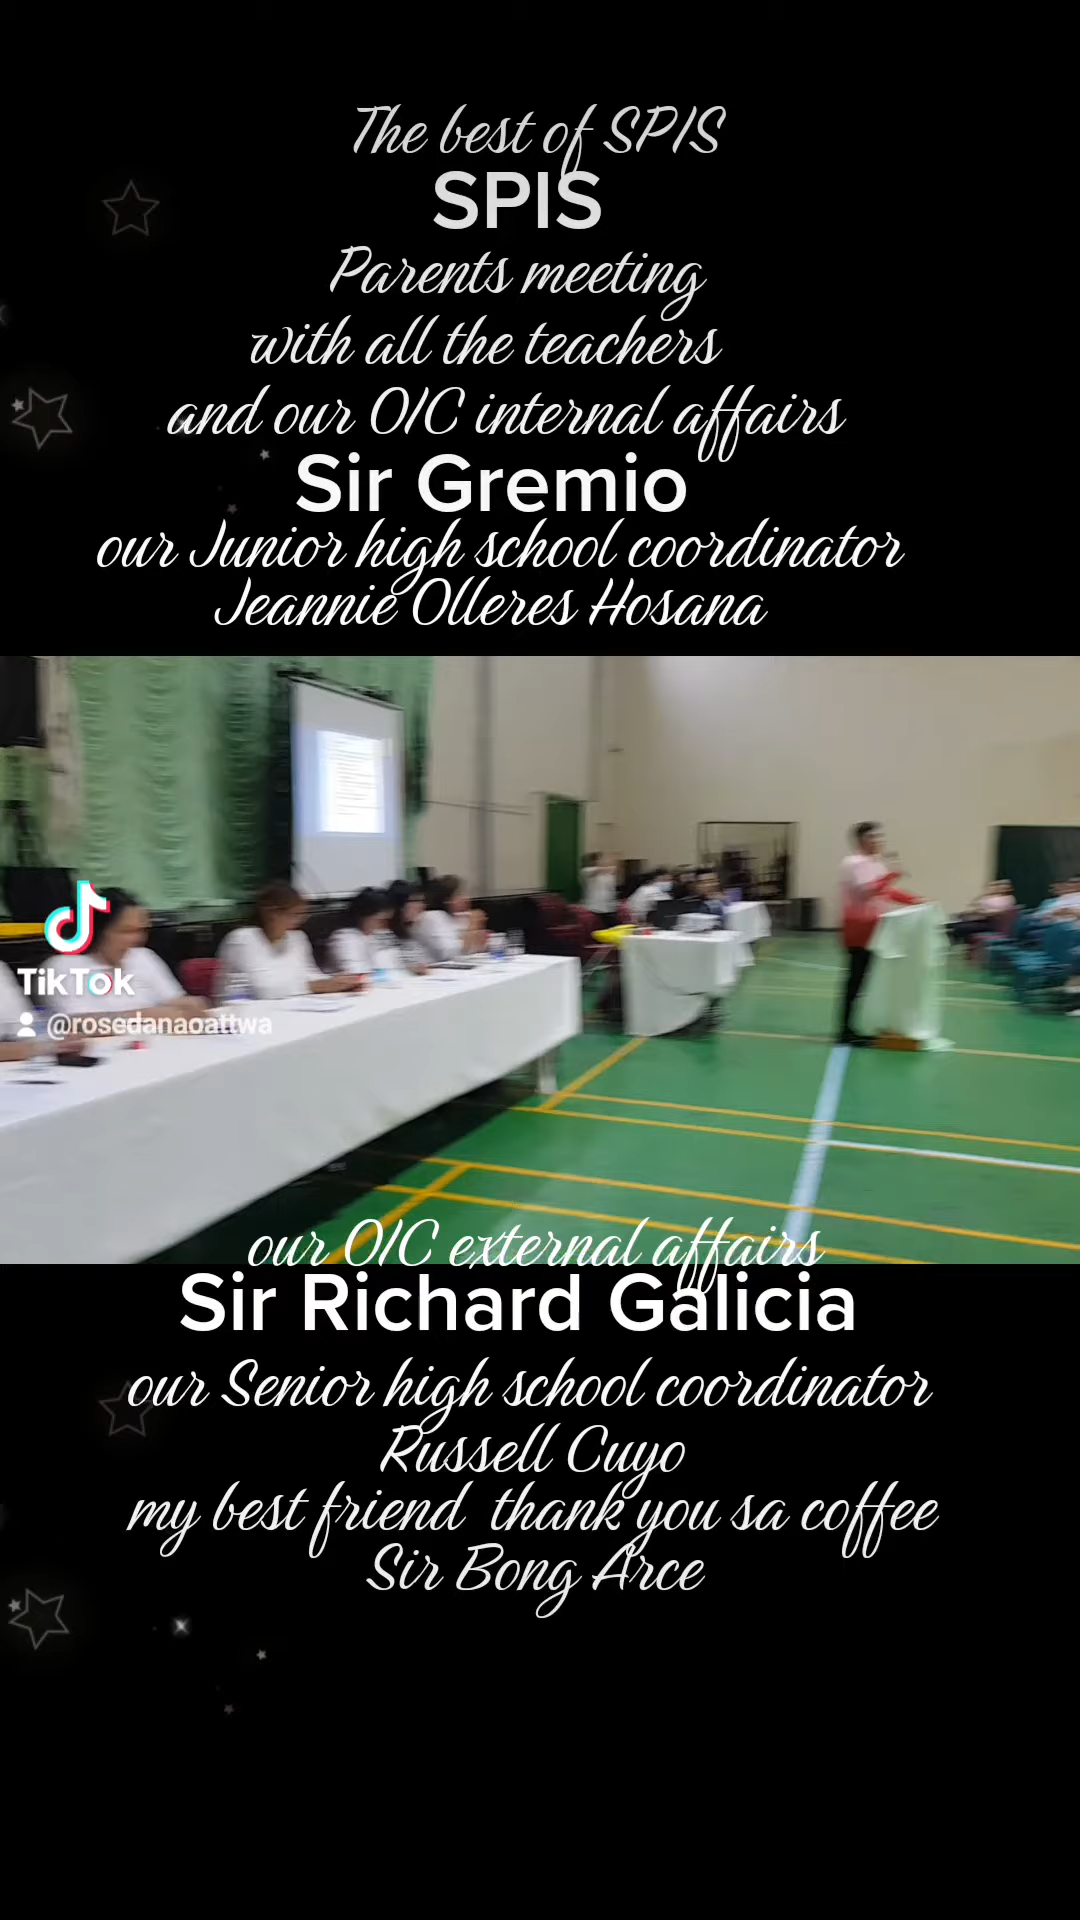 The best of SPIS
SPIS
Parents meeting
with all the teachers
and our OIC internal affairs
Sir Gremio
our Junior high school coordinator
Jeannie Olleres Hosana
TikTok
@rosedanaoattwa
our OIC external affairs
Sir Richard Galicia
our Senior high school coordinator
Russell Cuyo
my best friend thank you sa coffee
Sir Bong Arce